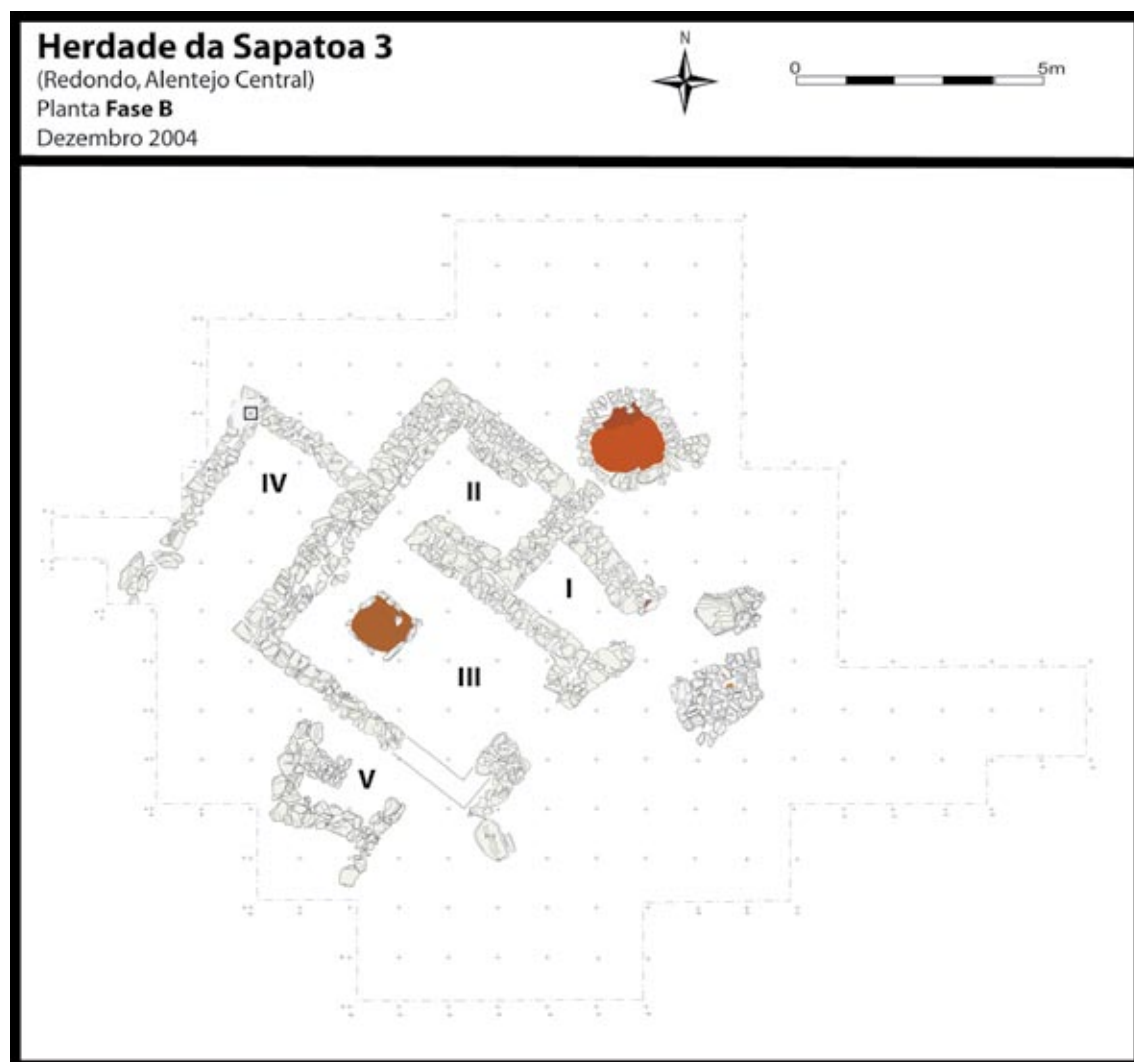 Herdade da Sapatoa 3
(Redondo, Alentejo Central)
Planta Fase B
Dezembro 2004
N
0 5m
IV
II
I
III
V